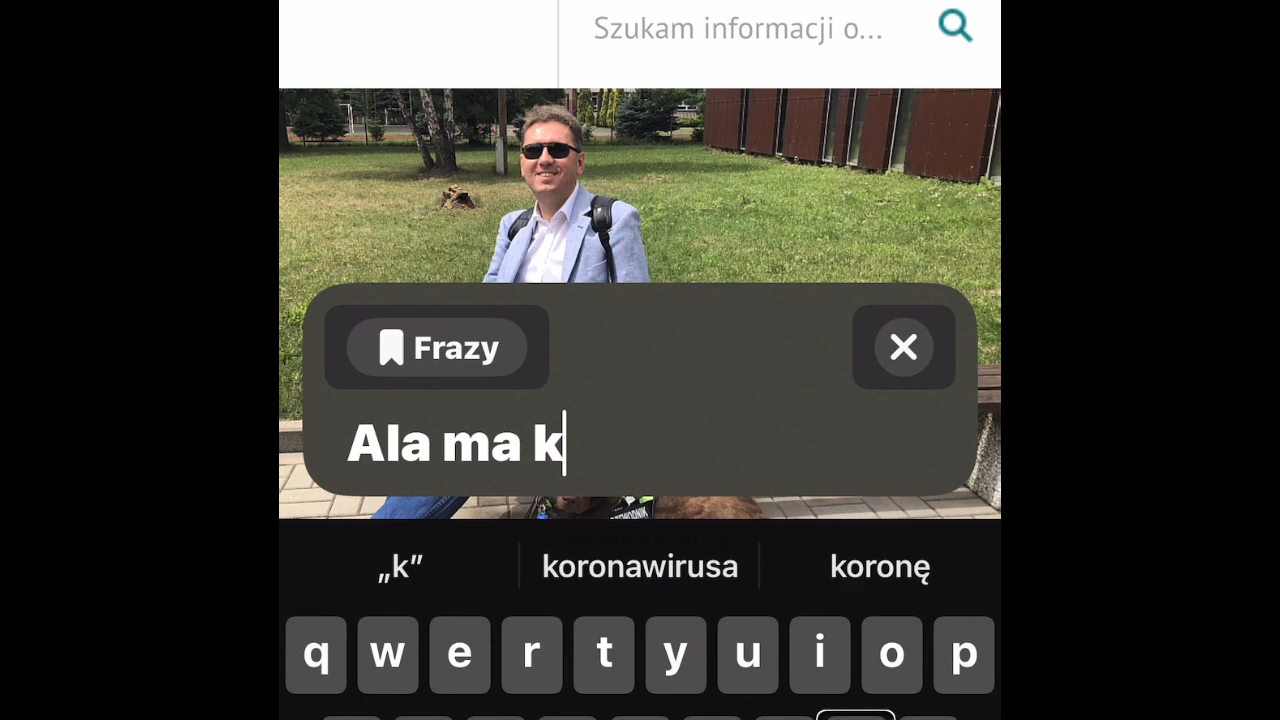 Szukam informacji o...
Frazy
Ala ma k
„k” koronawirusa koronę
q w e r t y u i o p